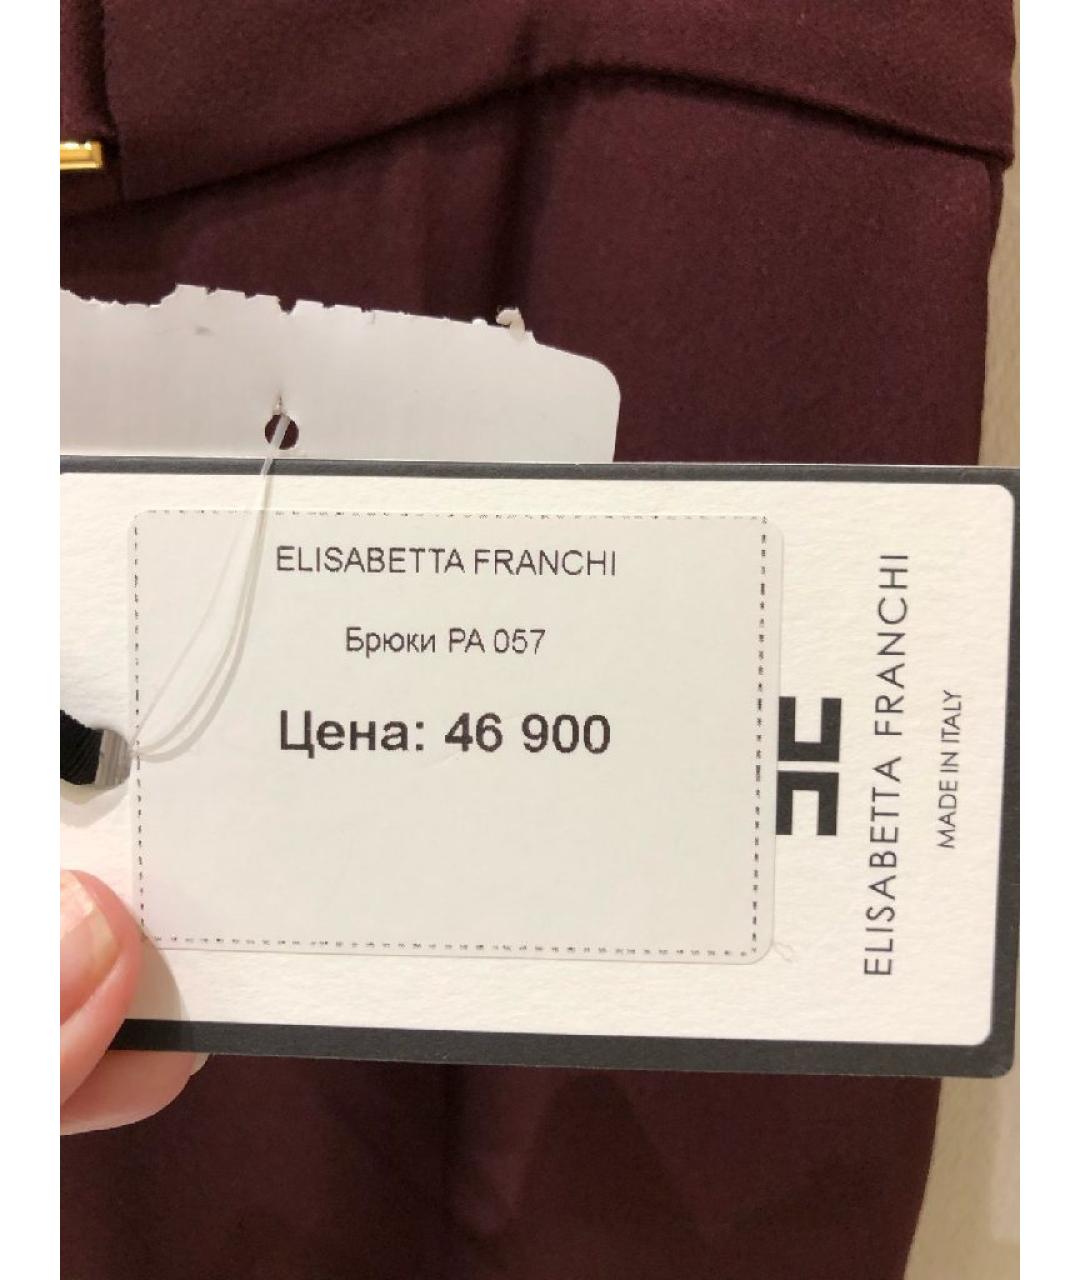 ELISABETTA FRANCHI
Брюки PA 057
Цена: 46 900
ELISABETTA FRANCHI
MADE IN ITALY